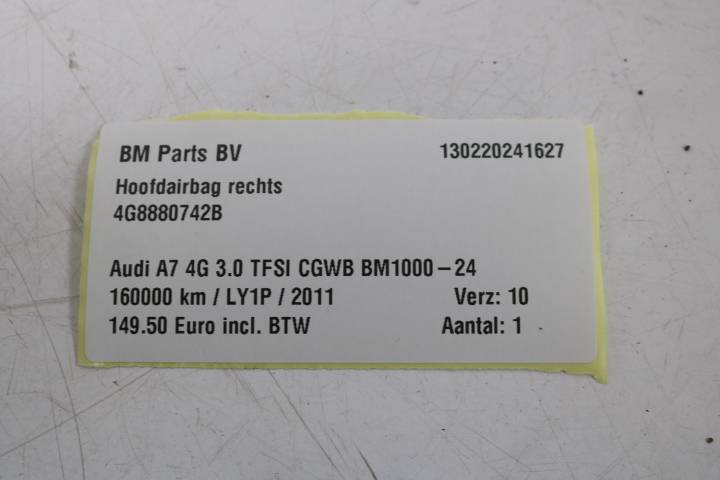 BM Parts BV 130220241627
Hoofdairbag rechts
4G8880742B
Audi A7 4G 3.0 TFSI CGWB BM1000-24
160000 km / LY1P / 2011 Verz: 10
149.50 Euro incl. BTW Aantal: 1